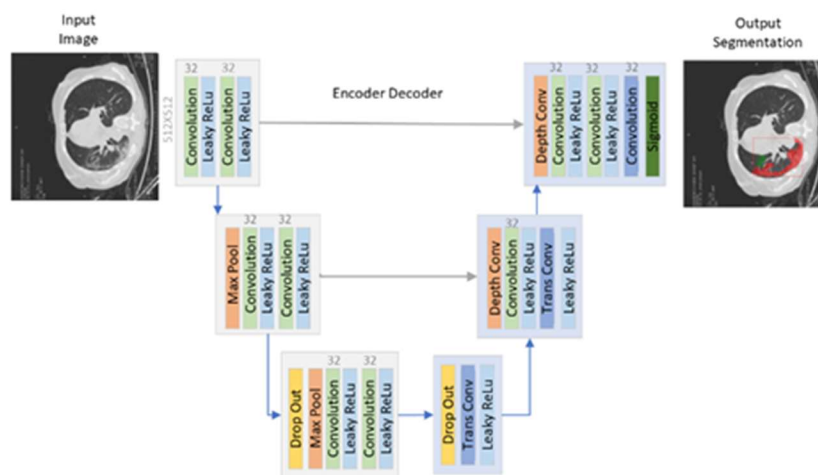 Input
Image
Output
Segmentation
Encoder Decoder
512X512
32
32
Convolution
Leaky ReLu
Convolution
Leaky ReLu
32
32
32
Depth Conv
Convolution
Leaky ReLu
Convolution
Leaky ReLu
Convolution
Sigmoid
32
32
Max Pool
Convolution
Leaky ReLu
Convolution
Leaky ReLu
32
Depth Conv
Convolution
Leaky ReLu
Trans Conv
Leaky ReLu
32
32
Drop Out
Max Pool
Convolution
Leaky ReLu
Convolution
Leaky ReLu
Drop Out
Trans Conv
Leaky ReLu